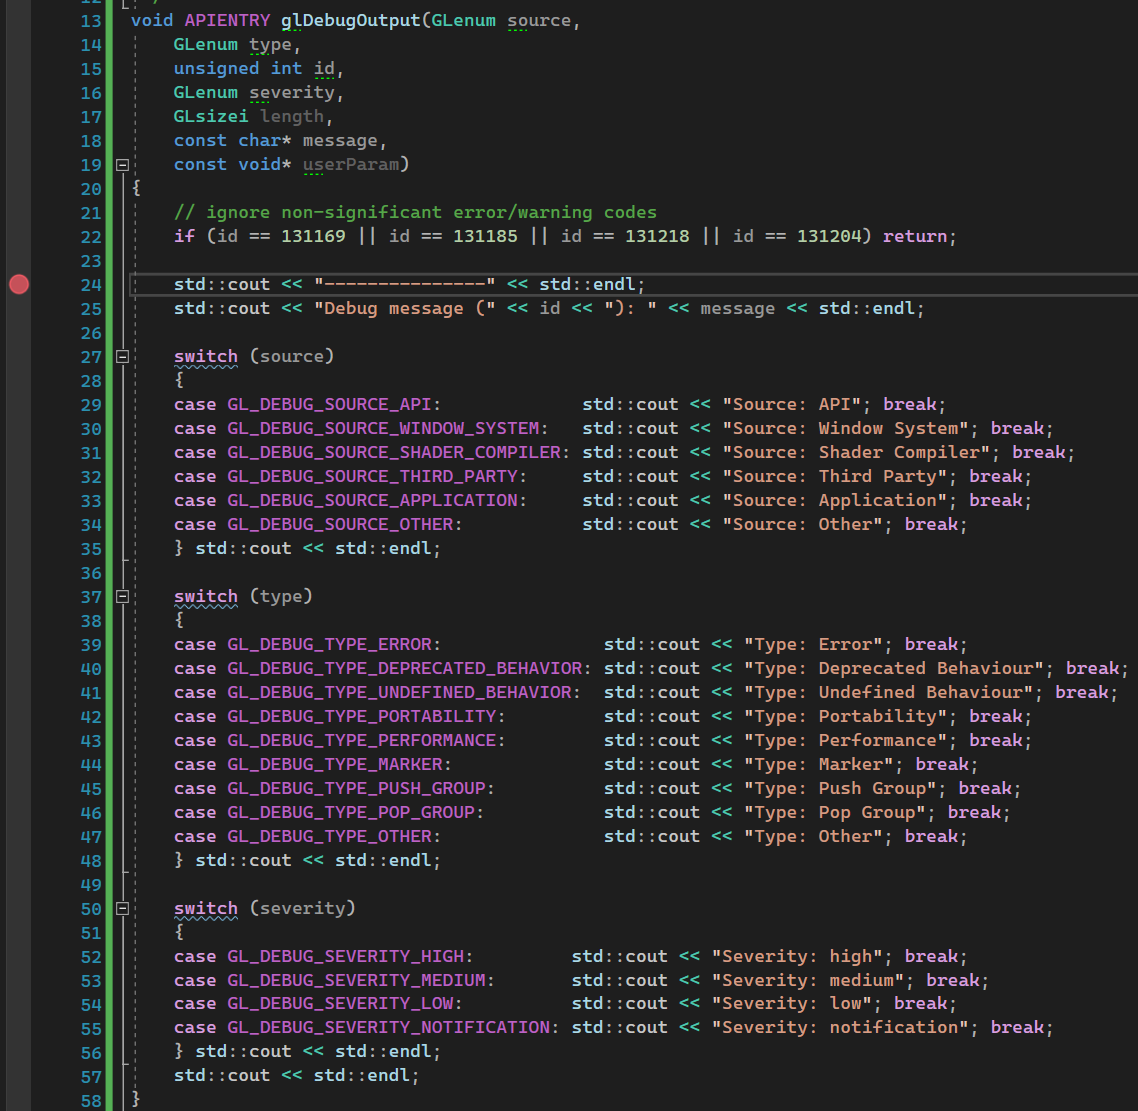 13 void APIENTRY glDebugOutput(GLenum source,
14     GLenum type,
15     unsigned int id,
16     GLenum severity,
17     GLsizei length,
18     const char* message,
19     const void* userParam)
20 {
21     // ignore non-significant error/warning codes
22     if (id == 131169 || id == 131185 || id == 131218 || id == 131204) return;
23
24     std::cout << "---------------" << std::endl;
25     std::cout << "Debug message (" << id << "): " << message << std::endl;
26
27     switch (source)
28     {
29     case GL_DEBUG_SOURCE_API:             std::cout << "Source: API"; break;
30     case GL_DEBUG_SOURCE_WINDOW_SYSTEM:   std::cout << "Source: Window System"; break;
31     case GL_DEBUG_SOURCE_SHADER_COMPILER: std::cout << "Source: Shader Compiler"; break;
32     case GL_DEBUG_SOURCE_THIRD_PARTY:     std::cout << "Source: Third Party"; break;
33     case GL_DEBUG_SOURCE_APPLICATION:     std::cout << "Source: Application"; break;
34     case GL_DEBUG_SOURCE_OTHER:           std::cout << "Source: Other"; break;
35     } std::cout << std::endl;
36
37     switch (type)
38     {
39     case GL_DEBUG_TYPE_ERROR:               std::cout << "Type: Error"; break;
40     case GL_DEBUG_TYPE_DEPRECATED_BEHAVIOR: std::cout << "Type: Deprecated Behaviour"; break;
41     case GL_DEBUG_TYPE_UNDEFINED_BEHAVIOR:  std::cout << "Type: Undefined Behaviour"; break;
42     case GL_DEBUG_TYPE_PORTABILITY:         std::cout << "Type: Portability"; break;
43     case GL_DEBUG_TYPE_PERFORMANCE:         std::cout << "Type: Performance"; break;
44     case GL_DEBUG_TYPE_MARKER:              std::cout << "Type: Marker"; break;
45     case GL_DEBUG_TYPE_PUSH_GROUP:          std::cout << "Type: Push Group"; break;
46     case GL_DEBUG_TYPE_POP_GROUP:           std::cout << "Type: Pop Group"; break;
47     case GL_DEBUG_TYPE_OTHER:               std::cout << "Type: Other"; break;
48     } std::cout << std::endl;
49
50     switch (severity)
51     {
52     case GL_DEBUG_SEVERITY_HIGH:         std::cout << "Severity: high"; break;
53     case GL_DEBUG_SEVERITY_MEDIUM:       std::cout << "Severity: medium"; break;
54     case GL_DEBUG_SEVERITY_LOW:          std::cout << "Severity: low"; break;
55     case GL_DEBUG_SEVERITY_NOTIFICATION: std::cout << "Severity: notification"; break;
56     } std::cout << std::endl;
57     std::cout << std::endl;
58 }